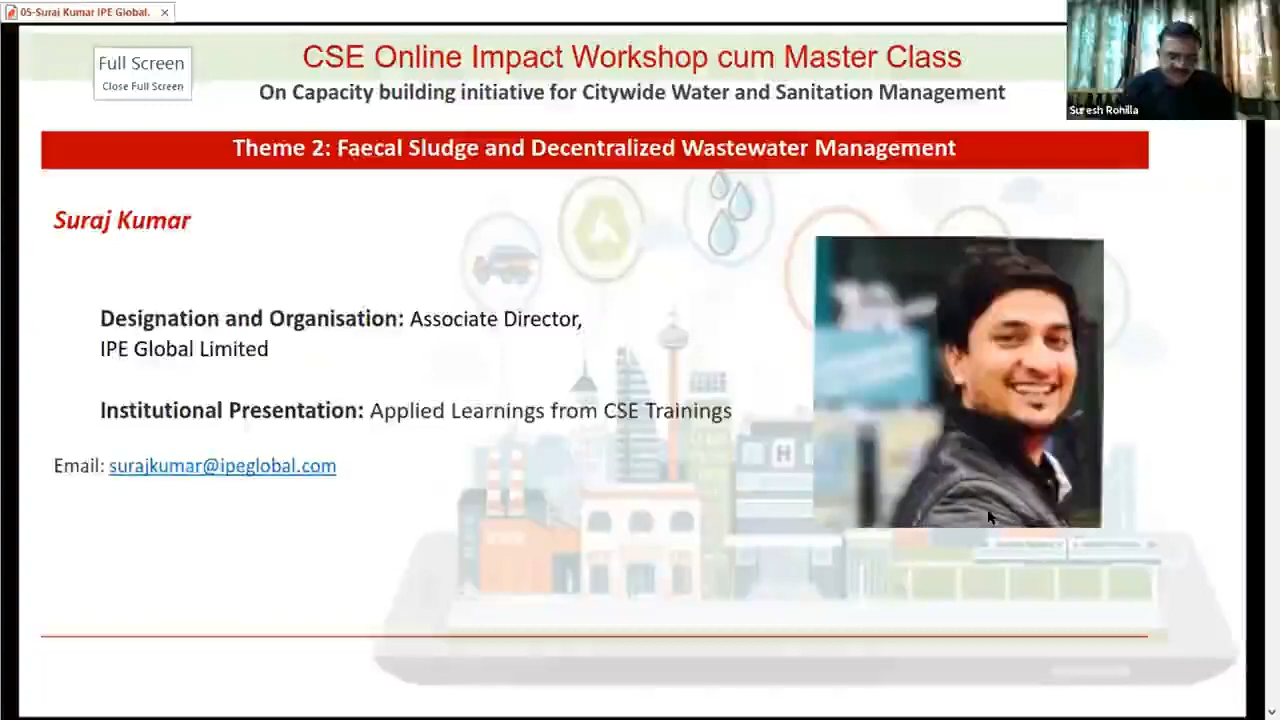 05-Suraj Kumar IPE Global.
Full Screen
Close Full Screen
CSE Online Impact Workshop cum Master Class
On Capacity building initiative for Citywide Water and Sanitation Management
Suresh Rohilla
Theme 2: Faecal Sludge and Decentralized Wastewater Management
Suraj Kumar
Designation and Organisation: Associate Director,
IPE Global Limited
Institutional Presentation: Applied Learnings from CSE Trainings
Email: surajkumar@ipeglobal.com
H